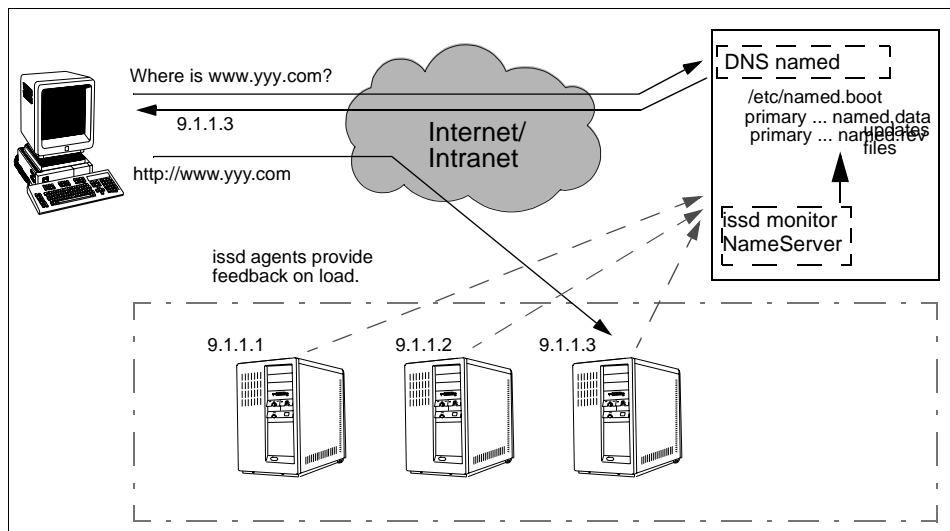 Where is www.yyy.com?
9.1.1.3
http://www.yyy.com
Internet/
Intranet
DNS named
/etc/named.boot
primary ... named.data
primary ... named.rev
updates
files
issd monitor
NameServer
issd agents provide
feedback on load.
9.1.1.1
9.1.1.2
9.1.1.3